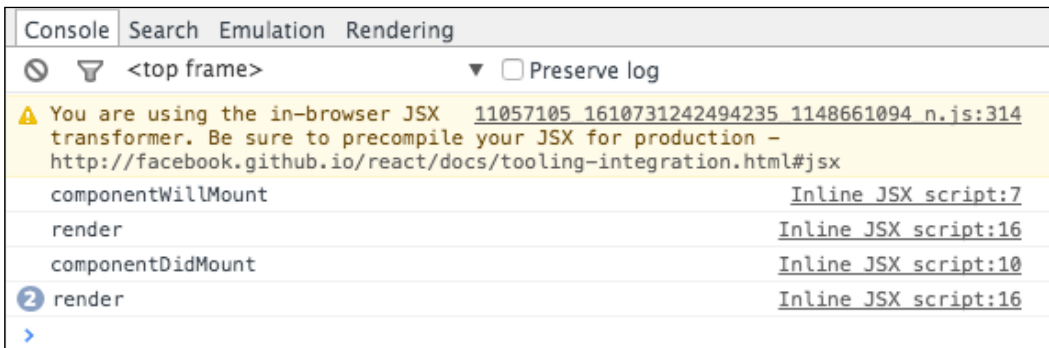 Console Search Emulation Rendering
<top frame> ▼ Preserve log
You are using the in-browser JSX 11057105_1610731242494235_1148661094_n.js:314
transformer. Be sure to precompile your JSX for production –
http://facebook.github.io/react/docs/tooling-integration.html#jsx
componentWillMount Inline JSX script:7
render Inline JSX script:16
componentDidMount Inline JSX script:10
2 render Inline JSX script:16
>